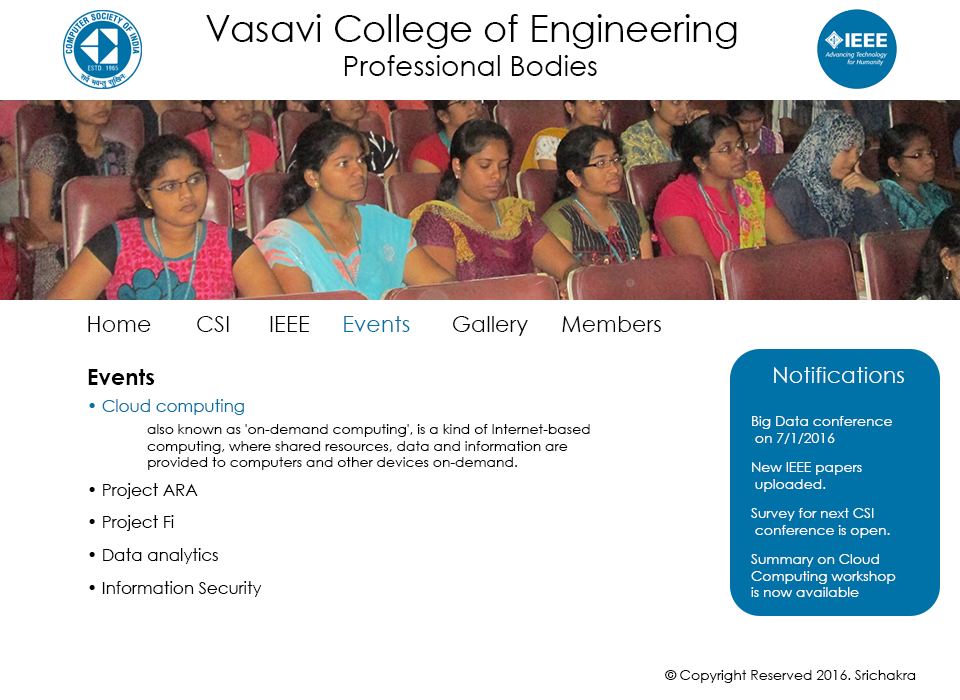 COMPUTER SOCIETY OF INDIA
ESTD. 1965
Vasavi College of Engineering
Professional Bodies
IEEE
Advancing Technology
for Humanity
Home CSI IEEE Events Gallery Members
Events
• Cloud computing
also known as 'on-demand computing', is a kind of Internet-based
computing, where shared resources, data and information are
provided to computers and other devices on-demand.
• Project ARA
• Project Fi
• Data analytics
• Information Security
Notifications
Big Data conference
on 7/1/2016
New IEEE papers
uploaded.
Survey for next CSI
conference is open.
Summary on Cloud
Computing workshop
is now available
© Copyright Reserved 2016. Srichakra